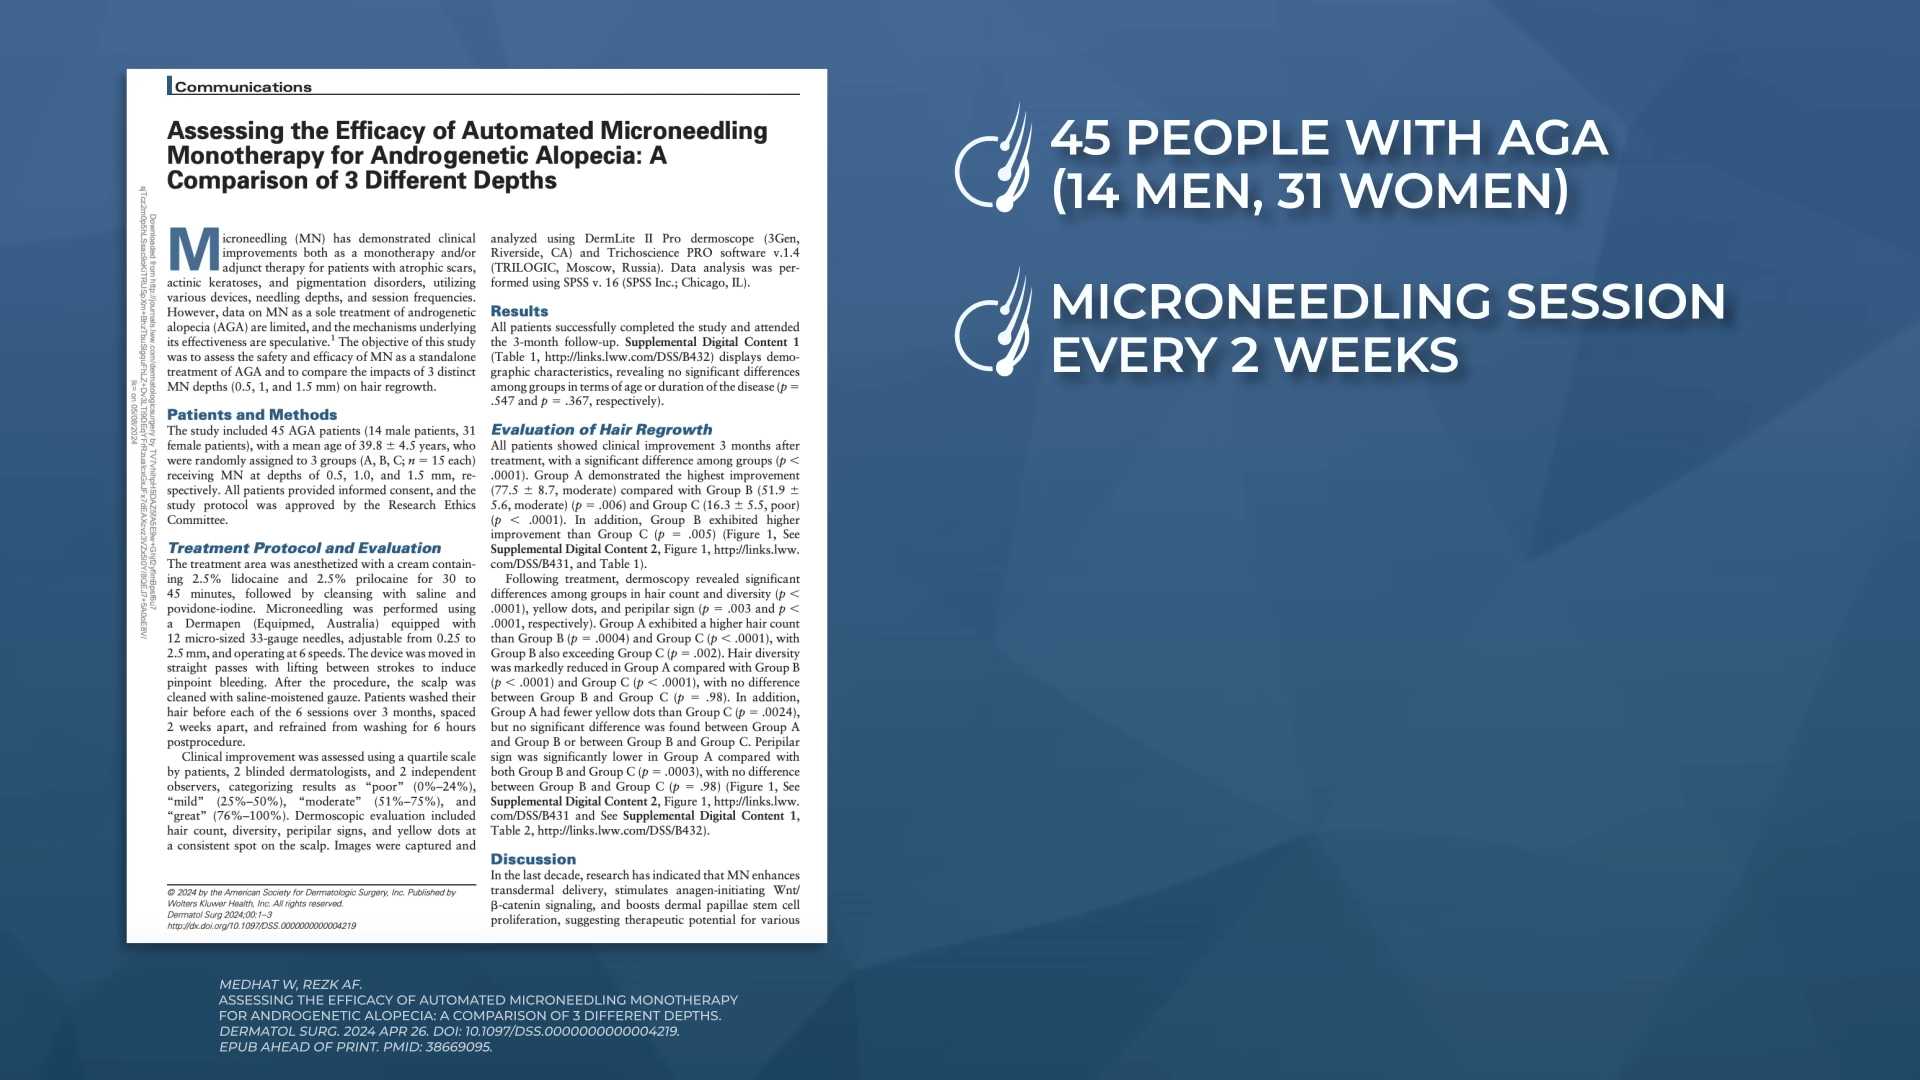 Communications
Assessing the Efficacy of Automated Microneedling
Monotherapy for Androgenetic Alopecia: A
Comparison of 3 Different Depths
Microneedling (MN) has demonstrated clinical
improvements both as a monotherapy and/or
adjunct therapy for patients with atrophic scars,
actinic keratoses, and pigmentation disorders, utilizing
various devices, needling depths, and session frequencies.
However, data on MN as a sole treatment of androgenetic
alopecia (AGA) are limited, and the mechanisms underlying
its effectiveness are speculative.1 The objective of this study
was to assess the safety and efficacy of MN as a standalone
treatment of AGA and to compare the impacts of 3 distinct
MN depths (0.5, 1, and 1.5 mm) on hair regrowth.
Patients and Methods
The study included 45 AGA patients (14 male patients, 31
female patients), with a mean age of 39.8 ± 4.5 years, who
were randomly assigned to 3 groups (A, B, C; n = 15 each)
receiving MN at depths of 0.5, 1.0, and 1.5 mm, re-
spectively. All patients provided informed consent, and the
study protocol was approved by the Research Ethics
Committee.
Treatment Protocol and Evaluation
The treatment area was anesthetized with a cream contain-
ing 2.5% lidocaine and 2.5% prilocaine for 30 to
45 minutes, followed by cleansing with saline and
povidone-iodine. Microneedling was performed using
a Dermapen (Equipmed, Australia) equipped with
12 micro-sized 33-gauge needles, adjustable from 0.25 to
2.5 mm, and operating at 6 speeds. The device was moved in
straight passes with lifting between strokes to induce
pinpoint bleeding. After the procedure, the scalp was
cleaned with saline-moistened gauze. Patients washed their
hair before each of the 6 sessions over 3 months, spaced
2 weeks apart, and refrained from washing for 6 hours
postprocedure.
Clinical improvement was assessed using a quartile scale
by patients, 2 blinded dermatologists, and 2 independent
observers, categorizing results as “poor” (0%–24%),
“mild” (25%–50%), “moderate” (51%–75%), and
“great” (76%–100%). Dermoscopic evaluation included
hair count, diversity, peripilar signs, and yellow dots at
a consistent spot on the scalp. Images were captured and
© 2024 by the American Society for Dermatologic Surgery, Inc. Published by
Wolters Kluwer Health, Inc. All rights reserved.
Dermatol Surg 2024;00:1–3
http://dx.doi.org/10.1097/DSS.0000000000004219
analyzed using DermLite II Pro dermoscope (3Gen,
Riverside, CA) and Trichoscience PRO software v.1.4
(TRILOGIC, Moscow, Russia). Data analysis was per-
formed using SPSS v. 16 (SPSS Inc.; Chicago, IL).
Results
All patients successfully completed the study and attended
the 3-month follow-up. Supplemental Digital Content 1
(Table 1, http://links.lww.com/DSS/B432) displays demo-
graphic characteristics, revealing no significant differences
among groups in terms of age or duration of the disease (p =
.547 and p = .367, respectively).
Evaluation of Hair Regrowth
All patients showed clinical improvement 3 months after
treatment, with a significant difference among groups (p <
.0001). Group A demonstrated the highest improvement
(77.5 ± 8.7, moderate) compared with Group B (51.9 ±
5.6, moderate) (p = .006) and Group C (16.3 ± 5.5, poor)
(p < .0001). In addition, Group B exhibited higher
improvement than Group C (p = .005) (Figure 1, See
Supplemental Digital Content 2, Figure 1, http://links.lww.
com/DSS/B431, and Table 1).
Following treatment, dermoscopy revealed significant
differences among groups in hair count and diversity (p <
.0001), yellow dots, and peripilar sign (p = .003 and p <
.0001, respectively). Group A exhibited a higher hair count
than Group B (p = .0004) and Group C (p < .0001), with
Group B also exceeding Group C (p = .002). Hair diversity
was markedly reduced in Group A compared with Group B
(p < .0001) and Group C (p < .0001), with no difference
between Group B and Group C (p = .98). In addition,
Group A had fewer yellow dots than Group C (p = .0024),
but no significant difference was found between Group A
and Group B or between Group B and Group C. Peripilar
sign was significantly lower in Group A compared with
both Group B and Group C (p = .0003), with no difference
between Group B and Group C (p = .98) (Figure 1, See
Supplemental Digital Content 2, Figure 1, http://links.lww.
com/DSS/B431 and See Supplemental Digital Content 1,
Table 2, http://links.lww.com/DSS/B432).
Discussion
In the last decade, research has indicated that MN enhances
transdermal delivery, stimulates anagen-initiating Wnt/
β-catenin signaling, and boosts dermal papillae stem cell
proliferation, suggesting therapeutic potential for various
MEDHAT W, REZK AF.
ASSESSING THE EFFICACY OF AUTOMATED MICRONEEDLING MONOTHERAPY
FOR ANDROGENETIC ALOPECIA: A COMPARISON OF 3 DIFFERENT DEPTHS.
DERMATOL SURG. 2024 APR 26. DOI: 10.1097/DSS.0000000000004219.
EPUB AHEAD OF PRINT. PMID: 38669095.
45 PEOPLE WITH AGA
(14 MEN, 31 WOMEN)
MICRONEEDLING SESSION
EVERY 2 WEEKS